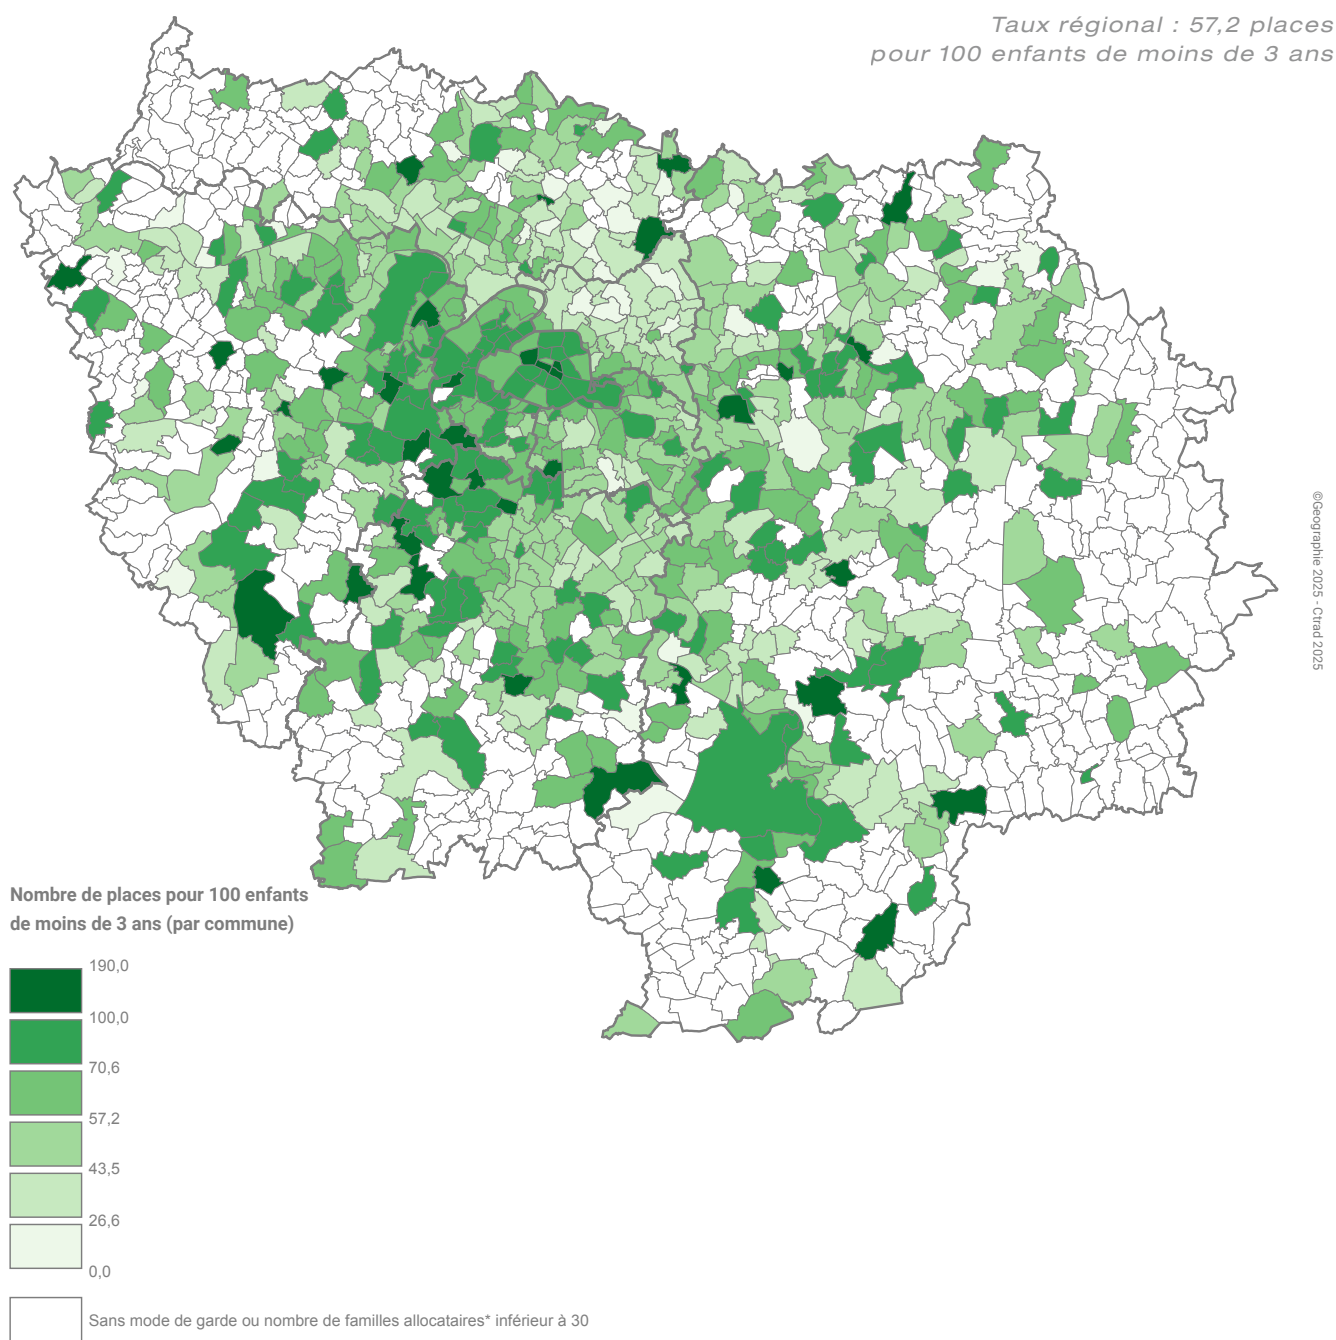 Taux régional : 57,2 places
pour 100 enfants de moins de 3 ans
©Geographie 2025 - Ctrad 2025
Nombre de places pour 100 enfants
de moins de 3 ans (par commune)
190,0
100,0
70,6
57,2
43,5
26,6
0,0
Sans mode de garde ou nombre de familles allocataires* inférieur à 30